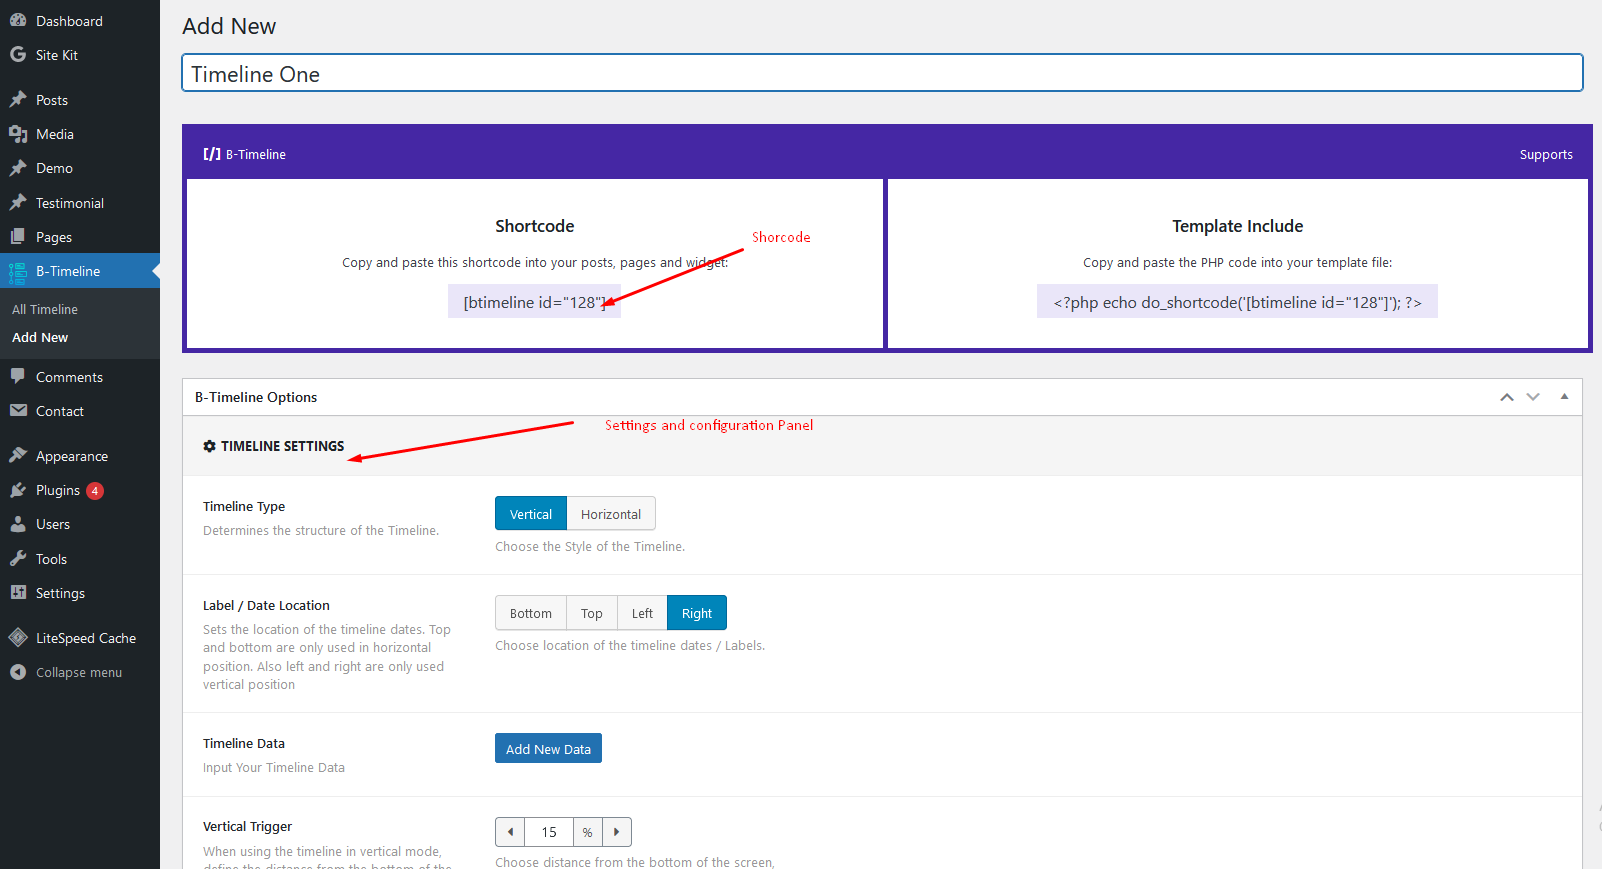 Dashboard
Site Kit
Posts
Media
Demo
Testimonial
Pages
B-Timeline
All Timeline
Add New
Comments
Contact
Appearance
Plugins 4
Users
Tools
Settings
LiteSpeed Cache
Collapse menu
Add New
Timeline One
[/] B-Timeline
Supports
Shortcode
Copy and paste this shortcode into your posts, pages and widget:
[btimeline id="128"]
Shorcode
Template Include
Copy and paste the PHP code into your template file:
<?php echo do_shortcode('[btimeline id="128"]'); ?>
B-Timeline Options
Settings and configuration Panel
TIMELINE SETTINGS
Timeline Type
Determines the structure of the Timeline.
Vertical Horizontal
Choose the Style of the Timeline.
Label / Date Location
Sets the location of the timeline dates. Top
and bottom are only used in horizontal
position. Also left and right are only used
vertical position
Bottom Top Left Right
Choose location of the timeline dates / Labels.
Timeline Data
Input Your Timeline Data
Add New Data
Vertical Trigger
When using the timeline in vertical mode,
define the distance from the bottom of the
15 %
Choose distance from the bottom of the screen,